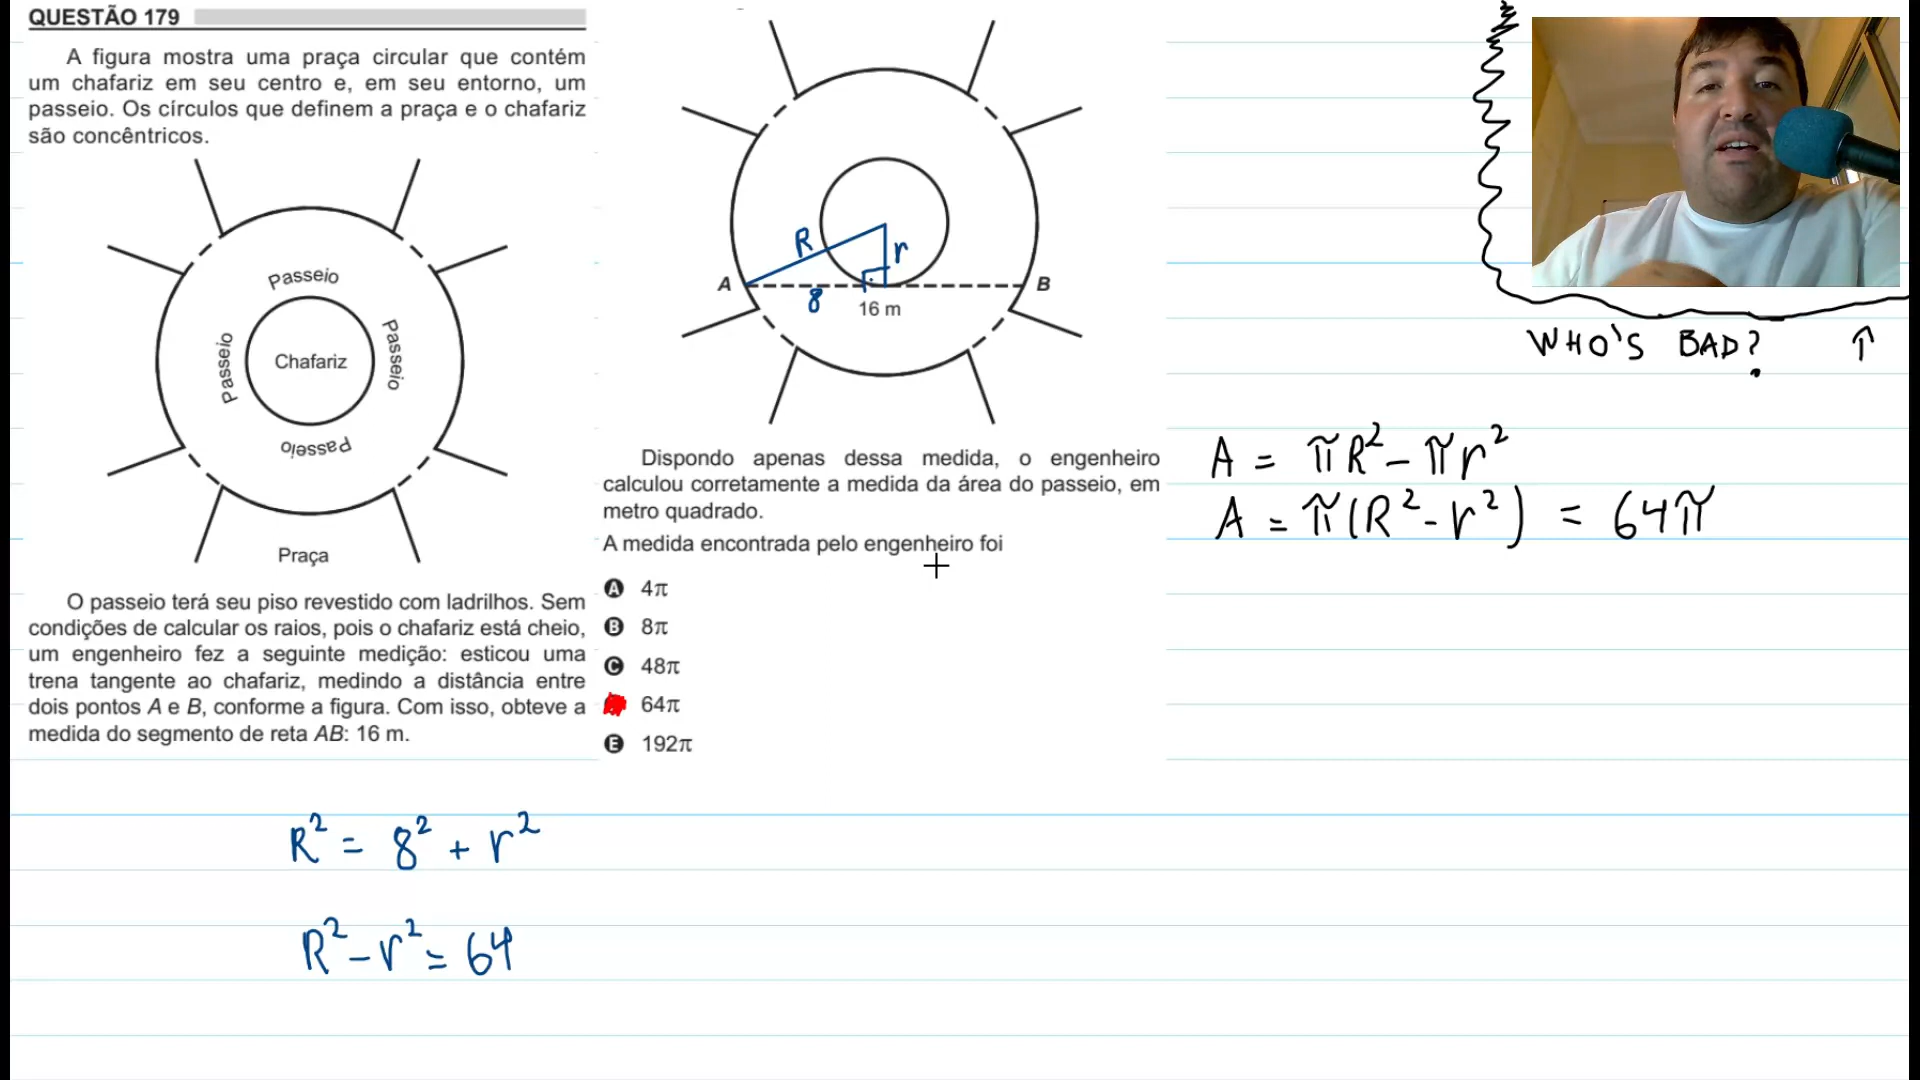 QUESTÃO 179
A figura mostra uma praça circular que contém
um chafariz em seu centro e, em seu entorno, um
passeio. Os círculos que definem a praça e o chafariz
são concêntricos.
Passeio
Passeio
Chafariz
Passeio
Passeio
Praça
O passeio terá seu piso revestido com ladrilhos. Sem
condições de calcular os raios, pois o chafariz está cheio,
um engenheiro fez a seguinte medição: esticou uma
trena tangente ao chafariz, medindo a distância entre
dois pontos A e B, conforme a figura. Com isso, obteve a
medida do segmento de reta AB: 16 m.
R² = 8² + r²
R² - r² = 64
R
r
A
B
8
16 m
Dispondo apenas dessa medida, o engenheiro
calculou corretamente a medida da área do passeio, em
metro quadrado.
A medida encontrada pelo engenheiro foi
A 4π
B 8π
C 48π
64π
E 192π
WHO'S BAD? ↑
A = πR² - πr²
A = π(R² - r²) = 64π